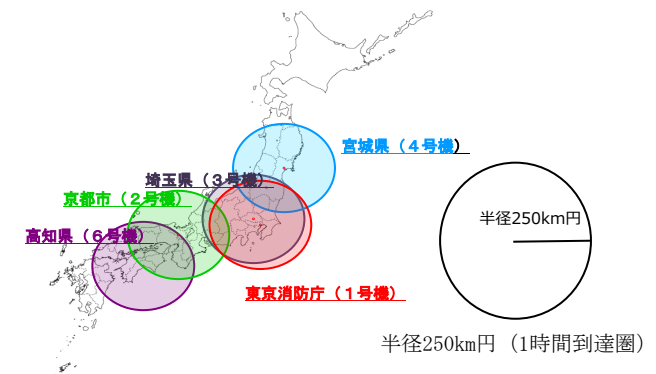 宮城県（４号機）
埼玉県（３号機）
京都市（２号機）
半径250km円
高知県（６号機）
東京消防庁（１号機）
半径250km円（1時間到達圏）